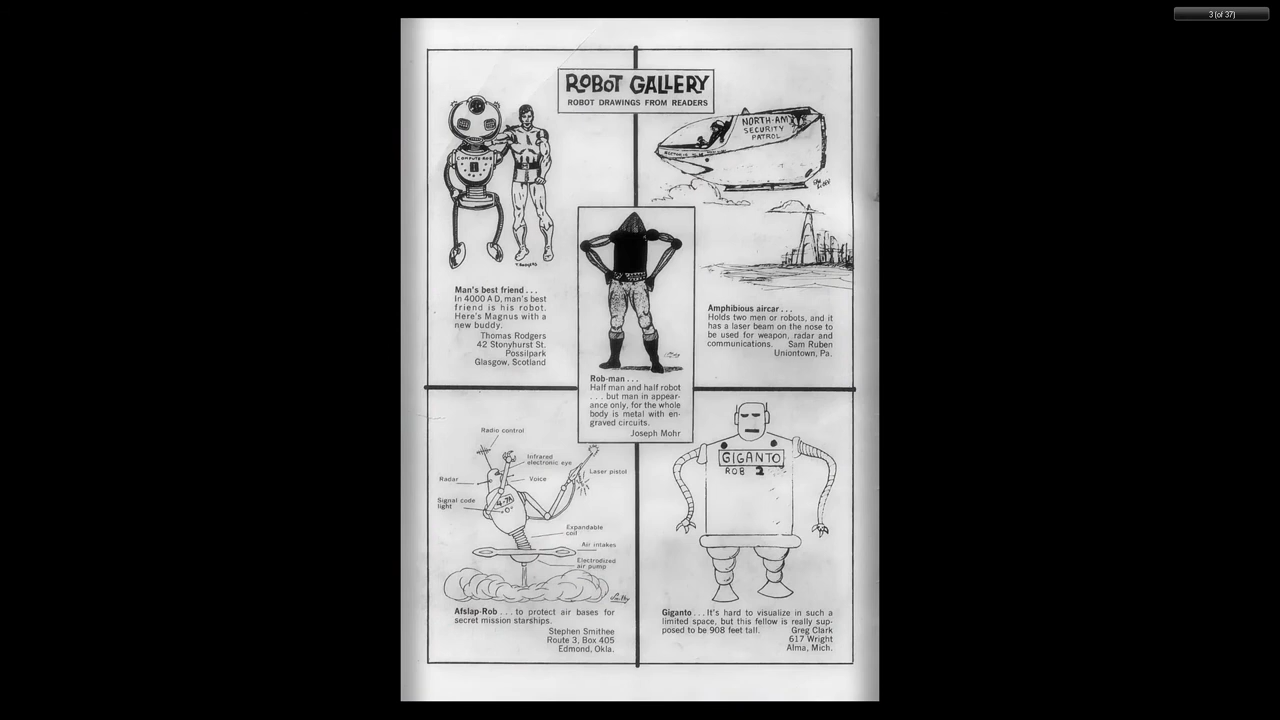 3 (of 37)
ROBOT GALLERY
ROBOT DRAWINGS FROM READERS
COMPUTE-ROB
T. RODGERS
Man's best friend . . .
In 4000 A D, man's best
friend is his robot.
Here's Magnus with a
new buddy.
Thomas Rodgers
42 Stonyhurst St.
Possilpark
Glasgow, Scotland
NORTH-AM
SECURITY
PATROL
Amphibious aircar . . .
Holds two men or robots, and it
has a laser beam on the nose to
be used for weapon, radar and
communications. Sam Ruben
Uniontown, Pa.
Rob-man . . .
Half man and half robot
. . . but man in appear-
ance only, for the whole
body is metal with en-
graved circuits.
Joseph Mohr
Radio control
Infrared
electronic eye
Laser pistol
Radar
Voice
Signal code
light
Expandable
coil
Air intakes
Electrodized
air pump
Afslap-Rob . . . to protect air bases for
secret mission starships.
Stephen Smithee
Route 3, Box 405
Edmond, Okla.
GIGANTO
ROB 2
Giganto . . . It's hard to visualize in such a
limited space, but this fellow is really sup-
posed to be 908 feet tall. Greg Clark
617 Wright
Alma, Mich.